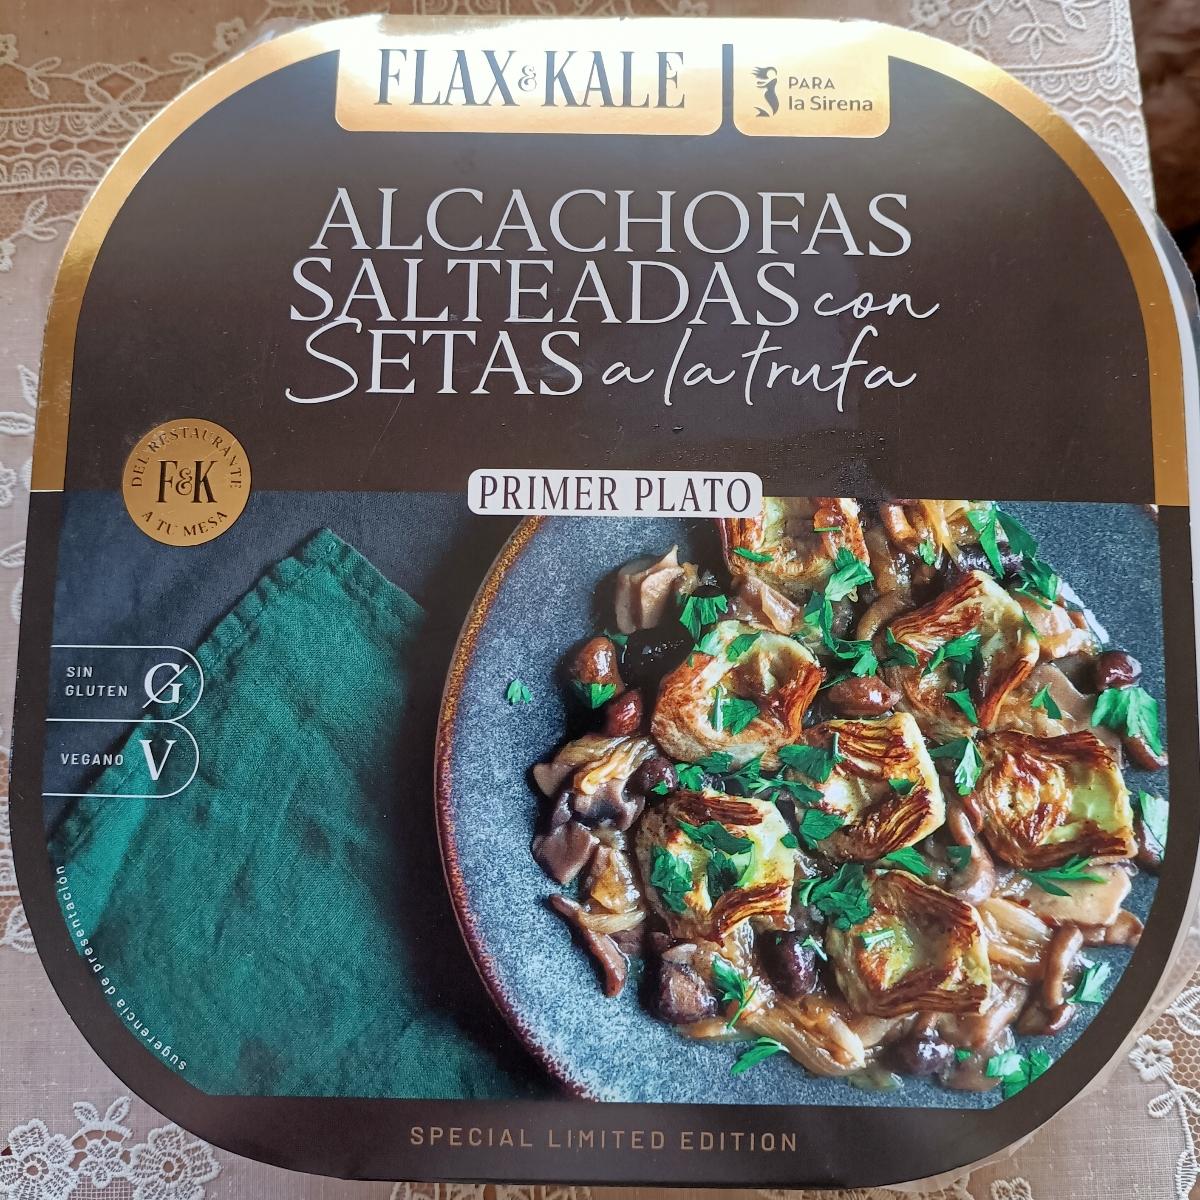 FLAX&KALE
PARA
la Sirena
ALCACHOFAS
SALTEADAS con
SETAS a la trufa
DEL RESTAURANTE
F&K
A TU MESA
PRIMER PLATO
SIN
GLUTEN G
VEGANO V
sugerencia de presentación
SPECIAL LIMITED EDITION